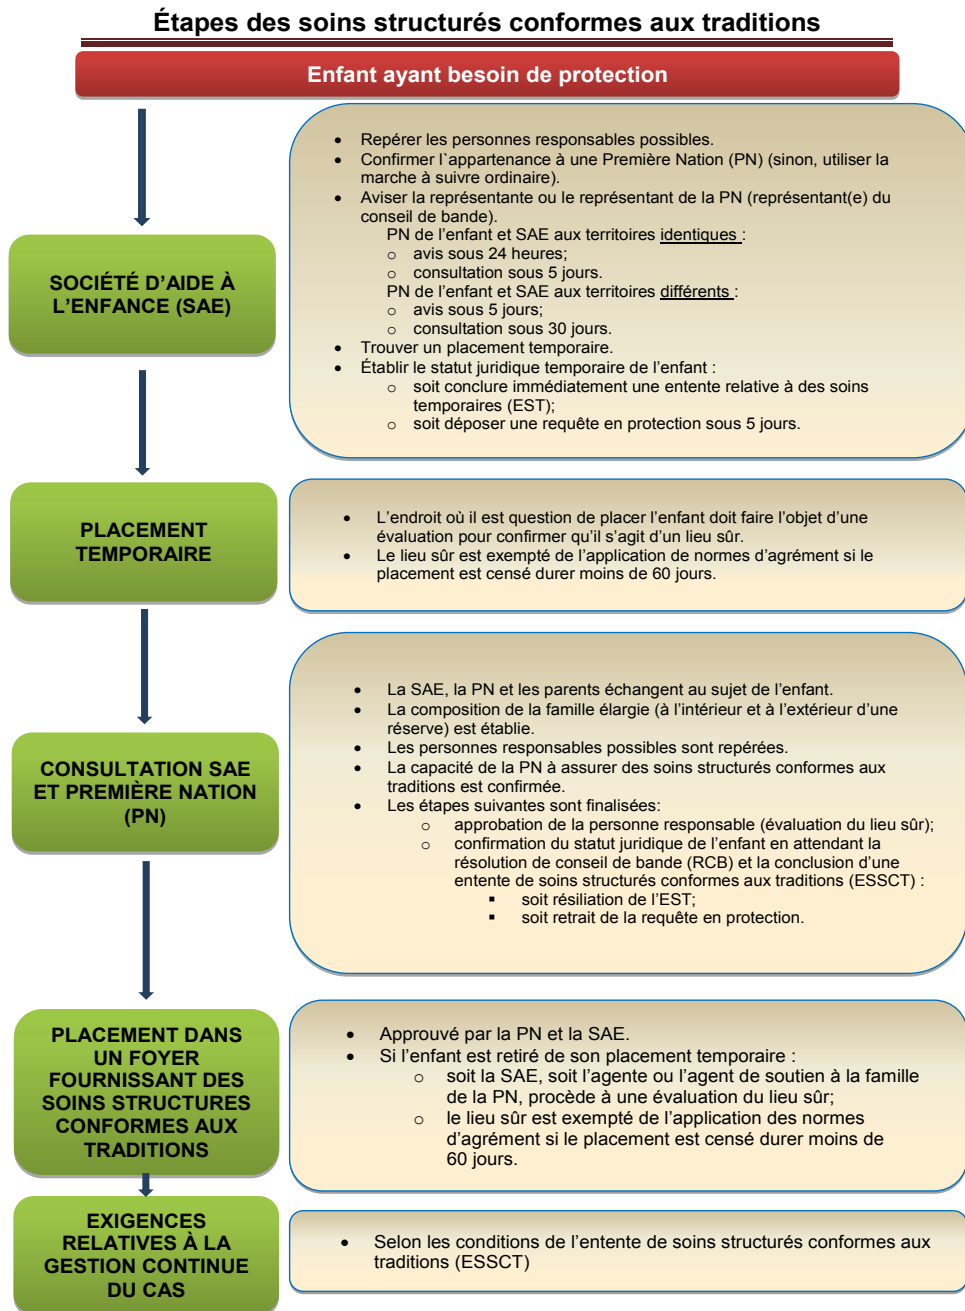 Étapes des soins structurés conformes aux traditions
Enfant ayant besoin de protection
SOCIÉTÉ D’AIDE À
L’ENFANCE (SAE)
• Repérer les personnes responsables possibles.
• Confirmer l`appartenance à une Première Nation (PN) (sinon, utiliser la
marche à suivre ordinaire).
• Aviser la représentante ou le représentant de la PN (représentant(e) du
conseil de bande).
PN de l’enfant et SAE aux territoires identiques :
o avis sous 24 heures;
o consultation sous 5 jours.
PN de l’enfant et SAE aux territoires différents :
o avis sous 5 jours;
o consultation sous 30 jours.
• Trouver un placement temporaire.
• Établir le statut juridique temporaire de l’enfant :
o soit conclure immédiatement une entente relative à des soins
temporaires (EST);
o soit déposer une requête en protection sous 5 jours.
PLACEMENT
TEMPORAIRE
• L’endroit où il est question de placer l’enfant doit faire l’objet d’une
évaluation pour confirmer qu’il s’agit d’un lieu sûr.
• Le lieu sûr est exempté de l’application de normes d’agrément si le
placement est censé durer moins de 60 jours.
CONSULTATION SAE
ET PREMIÈRE NATION
(PN)
• La SAE, la PN et les parents échangent au sujet de l’enfant.
• La composition de la famille élargie (à l’intérieur et à l’extérieur d’une
réserve) est établie.
• Les personnes responsables possibles sont repérées.
• La capacité de la PN à assurer des soins structurés conformes aux
traditions est confirmée.
• Les étapes suivantes sont finalisées:
o approbation de la personne responsable (évaluation du lieu sûr);
o confirmation du statut juridique de l’enfant en attendant la
résolution de conseil de bande (RCB) et la conclusion d’une
entente de soins structurés conformes aux traditions (ESSCT) :
▪ soit résiliation de l’EST;
▪ soit retrait de la requête en protection.
PLACEMENT DANS
UN FOYER
FOURNISSANT DES
SOINS STRUCTURES
CONFORMES AUX
TRADITIONS
• Approuvé par la PN et la SAE.
• Si l’enfant est retiré de son placement temporaire :
o soit la SAE, soit l’agente ou l’agent de soutien à la famille
de la PN, procède à une évaluation du lieu sûr;
o le lieu sûr est exempté de l’application des normes
d’agrément si le placement est censé durer moins de
60 jours.
EXIGENCES
RELATIVES À LA
GESTION CONTINUE
DU CAS
• Selon les conditions de l’entente de soins structurés conformes aux
traditions (ESSCT)